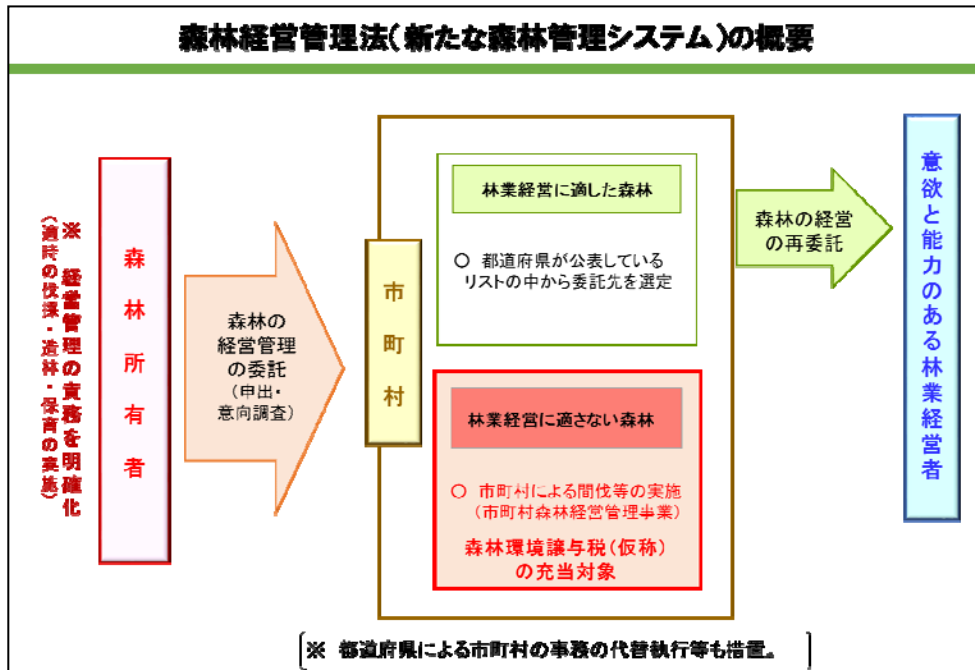 森林経営管理法(新たな森林管理システム)の概要
※ 経営管理の責務を明確化
(適時の伐採・造林・保育の実施)
森林所有者
森林の
経営管理
の委託
(申出・
意向調査)
市町村
林業経営に適した森林
○ 都道府県が公表している
リストの中から委託先を選定
林業経営に適さない森林
○ 市町村による間伐等の実施
(市町村森林経営管理事業)
森林環境譲与税(仮称)
の充当対象
森林の経営
の再委託
意欲と能力のある林業経営者
※ 都道府県による市町村の事務の代替執行等も措置。